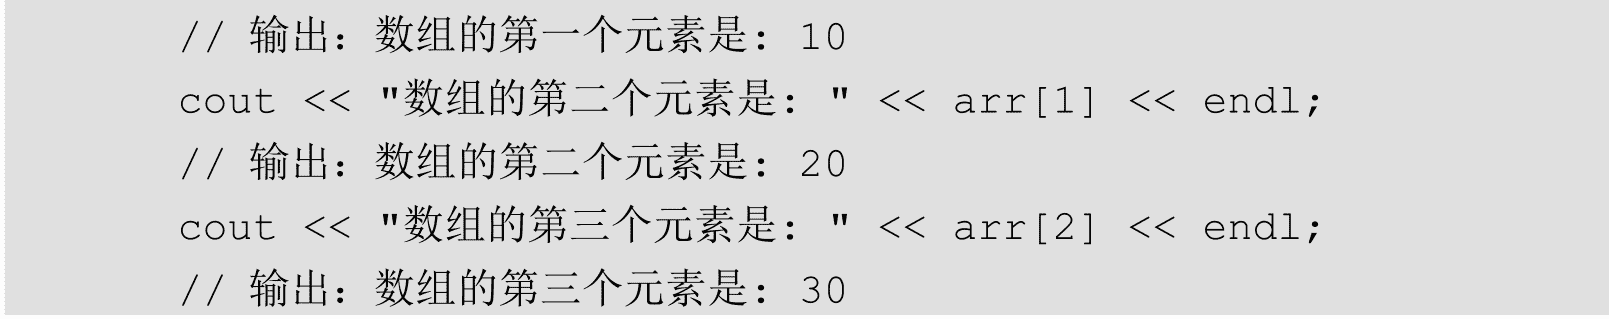 // 输出：数组的第一个元素是：10
cout << "数组的第二个元素是：" << arr[1] << endl;
// 输出：数组的第二个元素是：20
cout << "数组的第三个元素是：" << arr[2] << endl;
// 输出：数组的第三个元素是：30